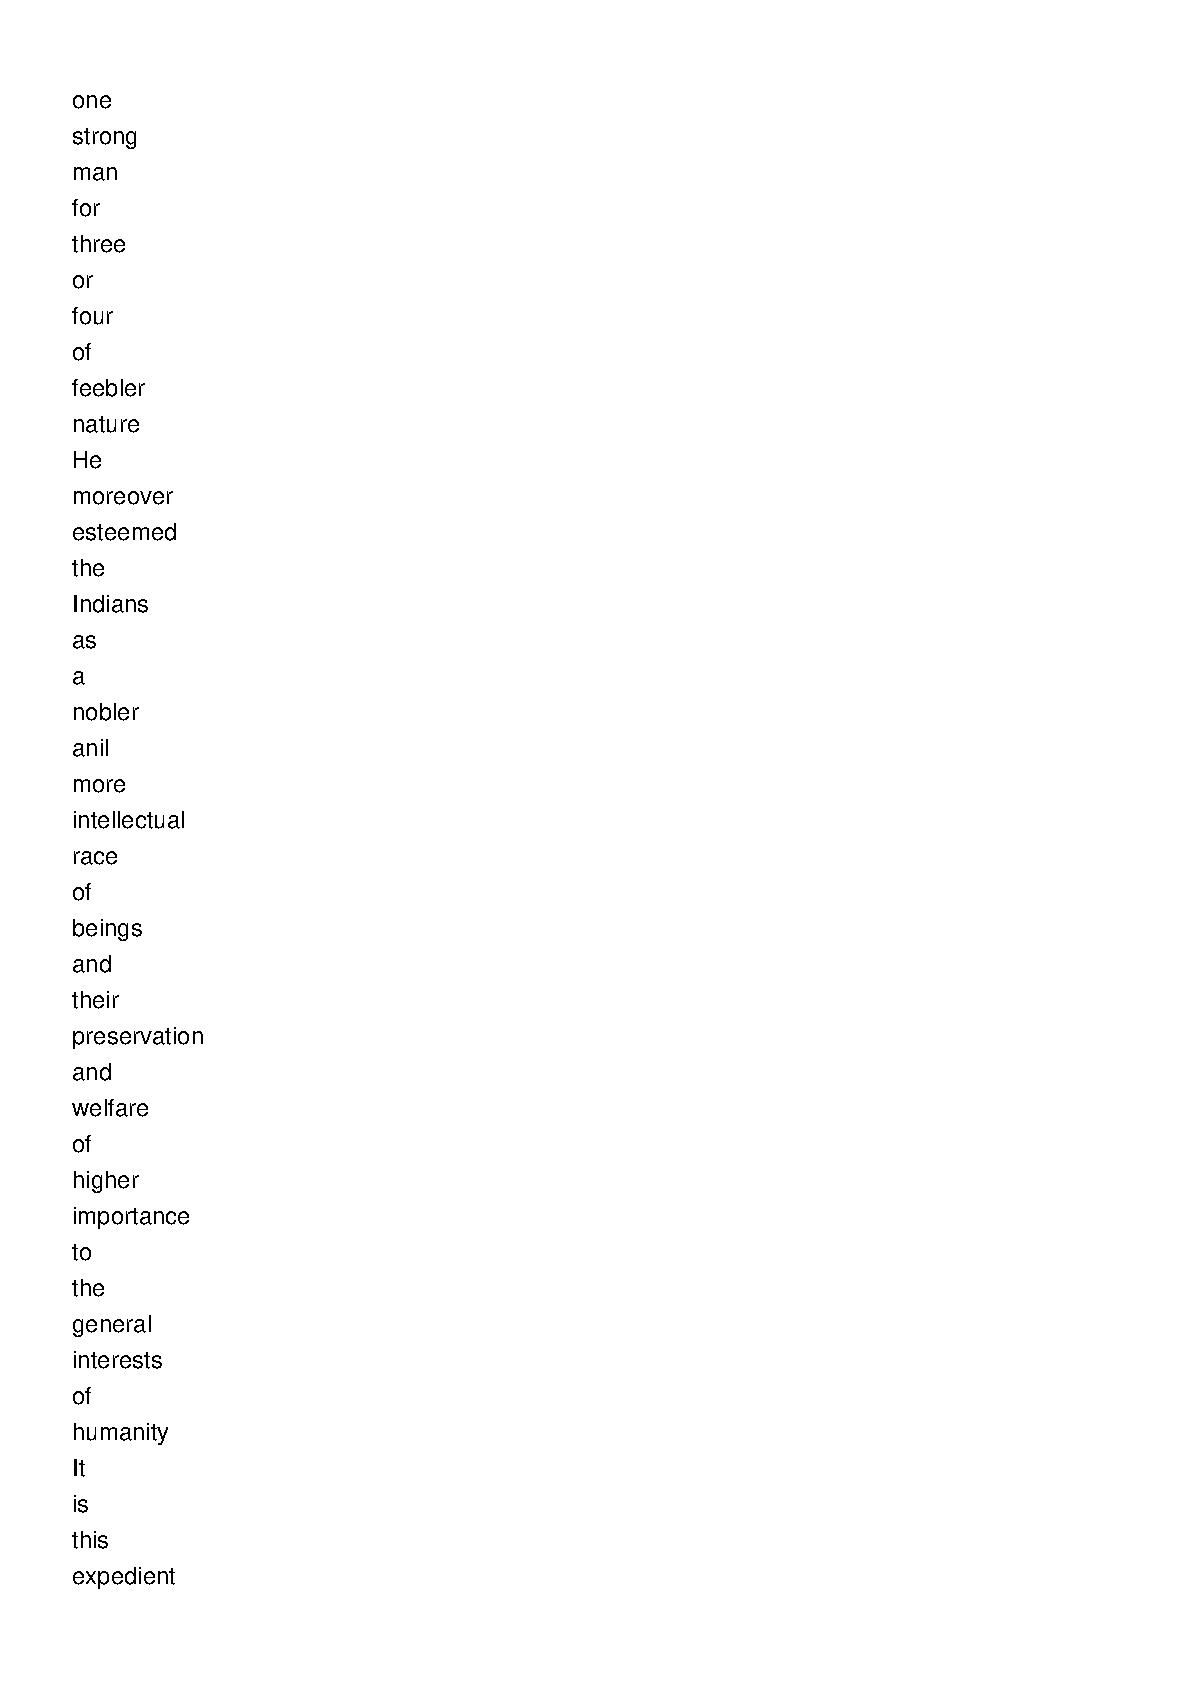 one
strong
man
for
three
or
four
of
feebler
nature
He
moreover
esteemed
the
Indians
as
a
nobler
anil
more
intellectual
race
of
beings
and
their
preservation
and
welfare
of
higher
importance
to
the
general
interests
of
humanity
It
is
this
expedient